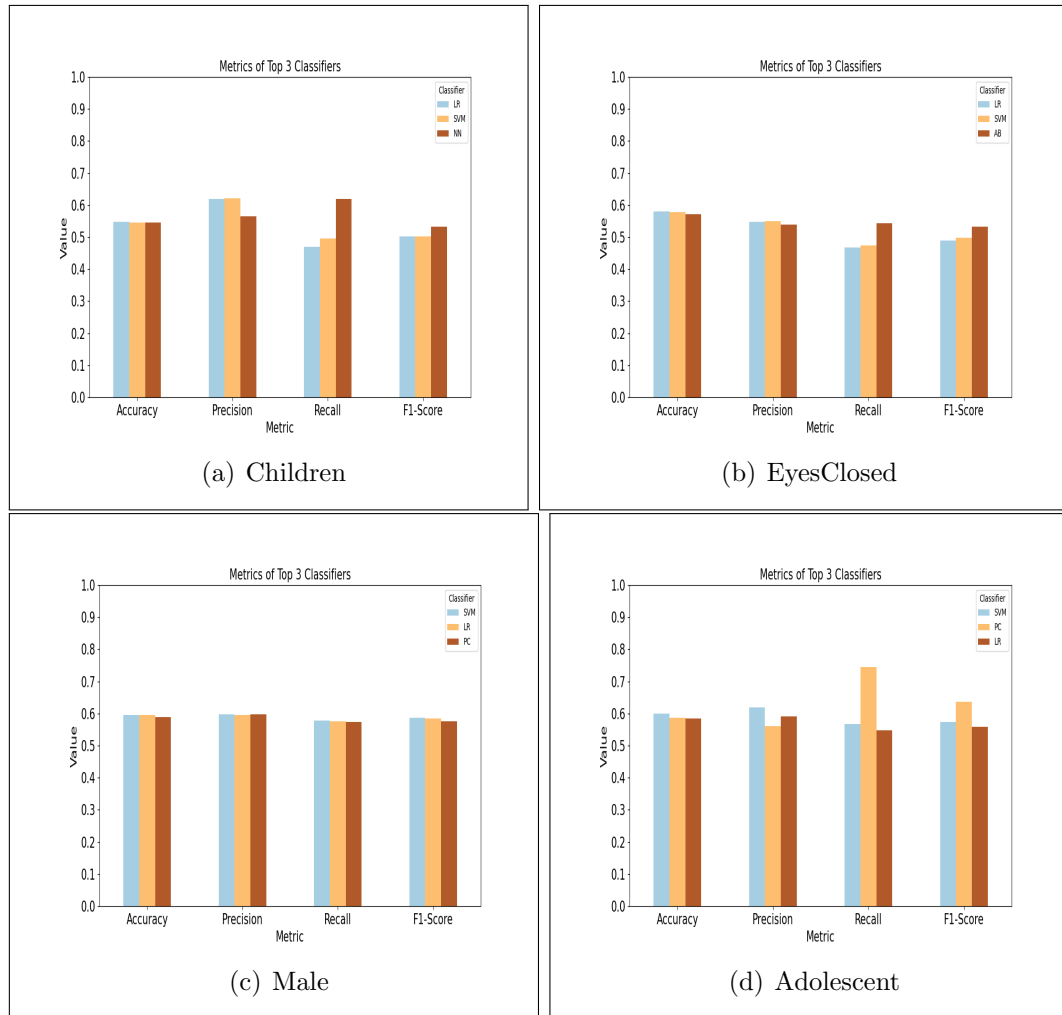 Metrics of Top 3 Classifiers
1.0
0.9
0.8
0.7
0.6
0.5
0.4
0.3
0.2
0.1
0.0
Value
Classifier
LR
SVM
NN
Accuracy Precision Recall F1-Score
Metric
(a) Children
Metrics of Top 3 Classifiers
1.0
0.9
0.8
0.7
0.6
0.5
0.4
0.3
0.2
0.1
0.0
Value
Classifier
LR
SVM
AB
Accuracy Precision Recall F1-Score
Metric
(b) EyesClosed
Metrics of Top 3 Classifiers
1.0
0.9
0.8
0.7
0.6
0.5
0.4
0.3
0.2
0.1
0.0
Value
Classifier
SVM
LR
PC
Accuracy Precision Recall F1-Score
Metric
(c) Male
Metrics of Top 3 Classifiers
1.0
0.9
0.8
0.7
0.6
0.5
0.4
0.3
0.2
0.1
0.0
Value
Classifier
SVM
PC
LR
Accuracy Precision Recall F1-Score
Metric
(d) Adolescent